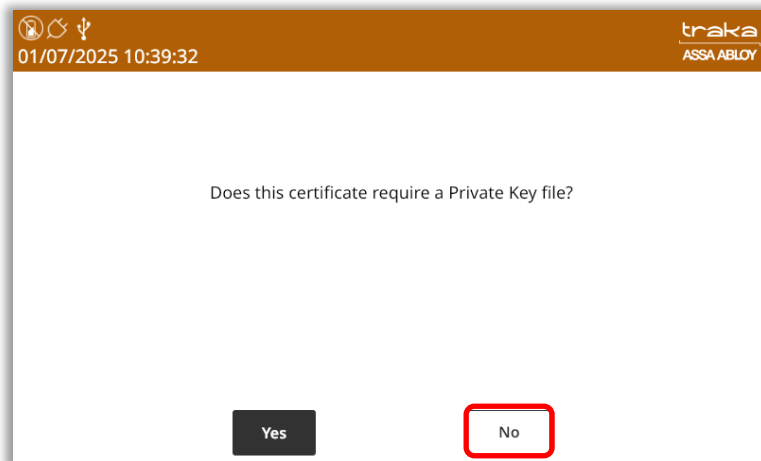 traka
01/07/2025 10:39:32
ASSA ABLOY
Does this certificate require a Private Key file?
Yes
No